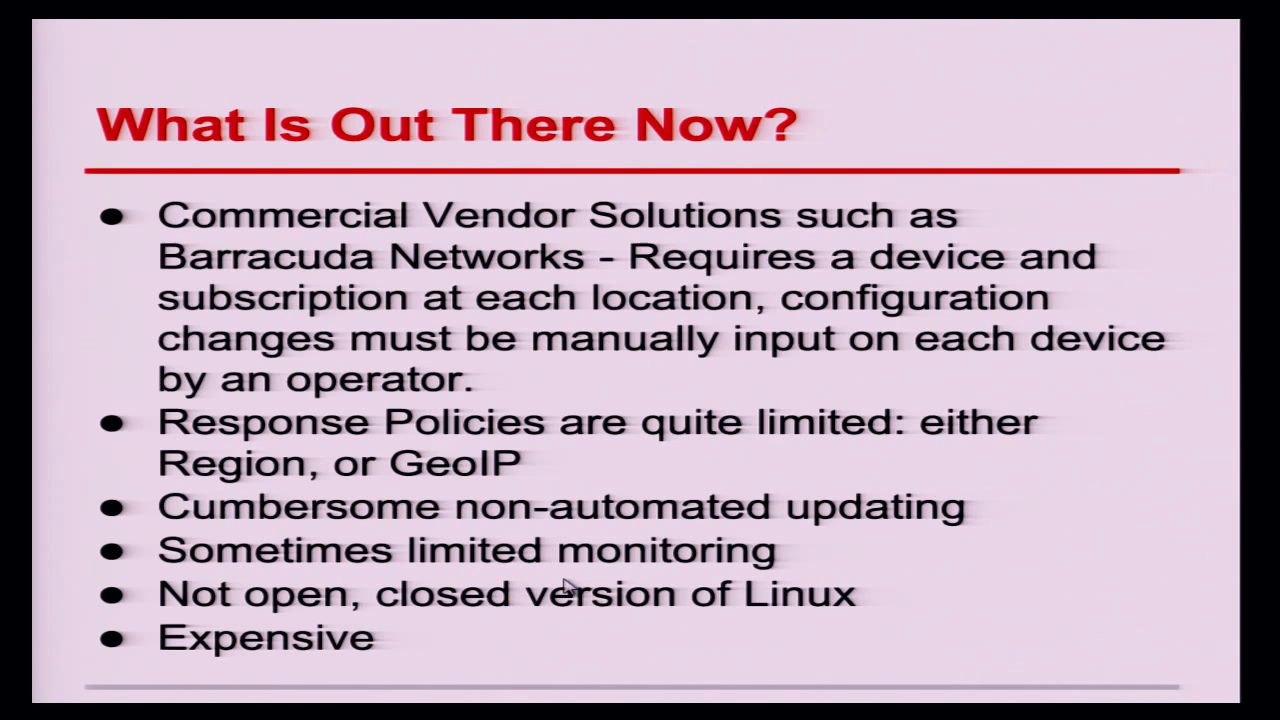 What Is Out There Now?
● Commercial Vendor Solutions such as
Barracuda Networks - Requires a device and
subscription at each location, configuration
changes must be manually input on each device
by an operator.
● Response Policies are quite limited: either
Region, or GeoIP
● Cumbersome non-automated updating
● Sometimes limited monitoring
● Not open, closed version of Linux
● Expensive